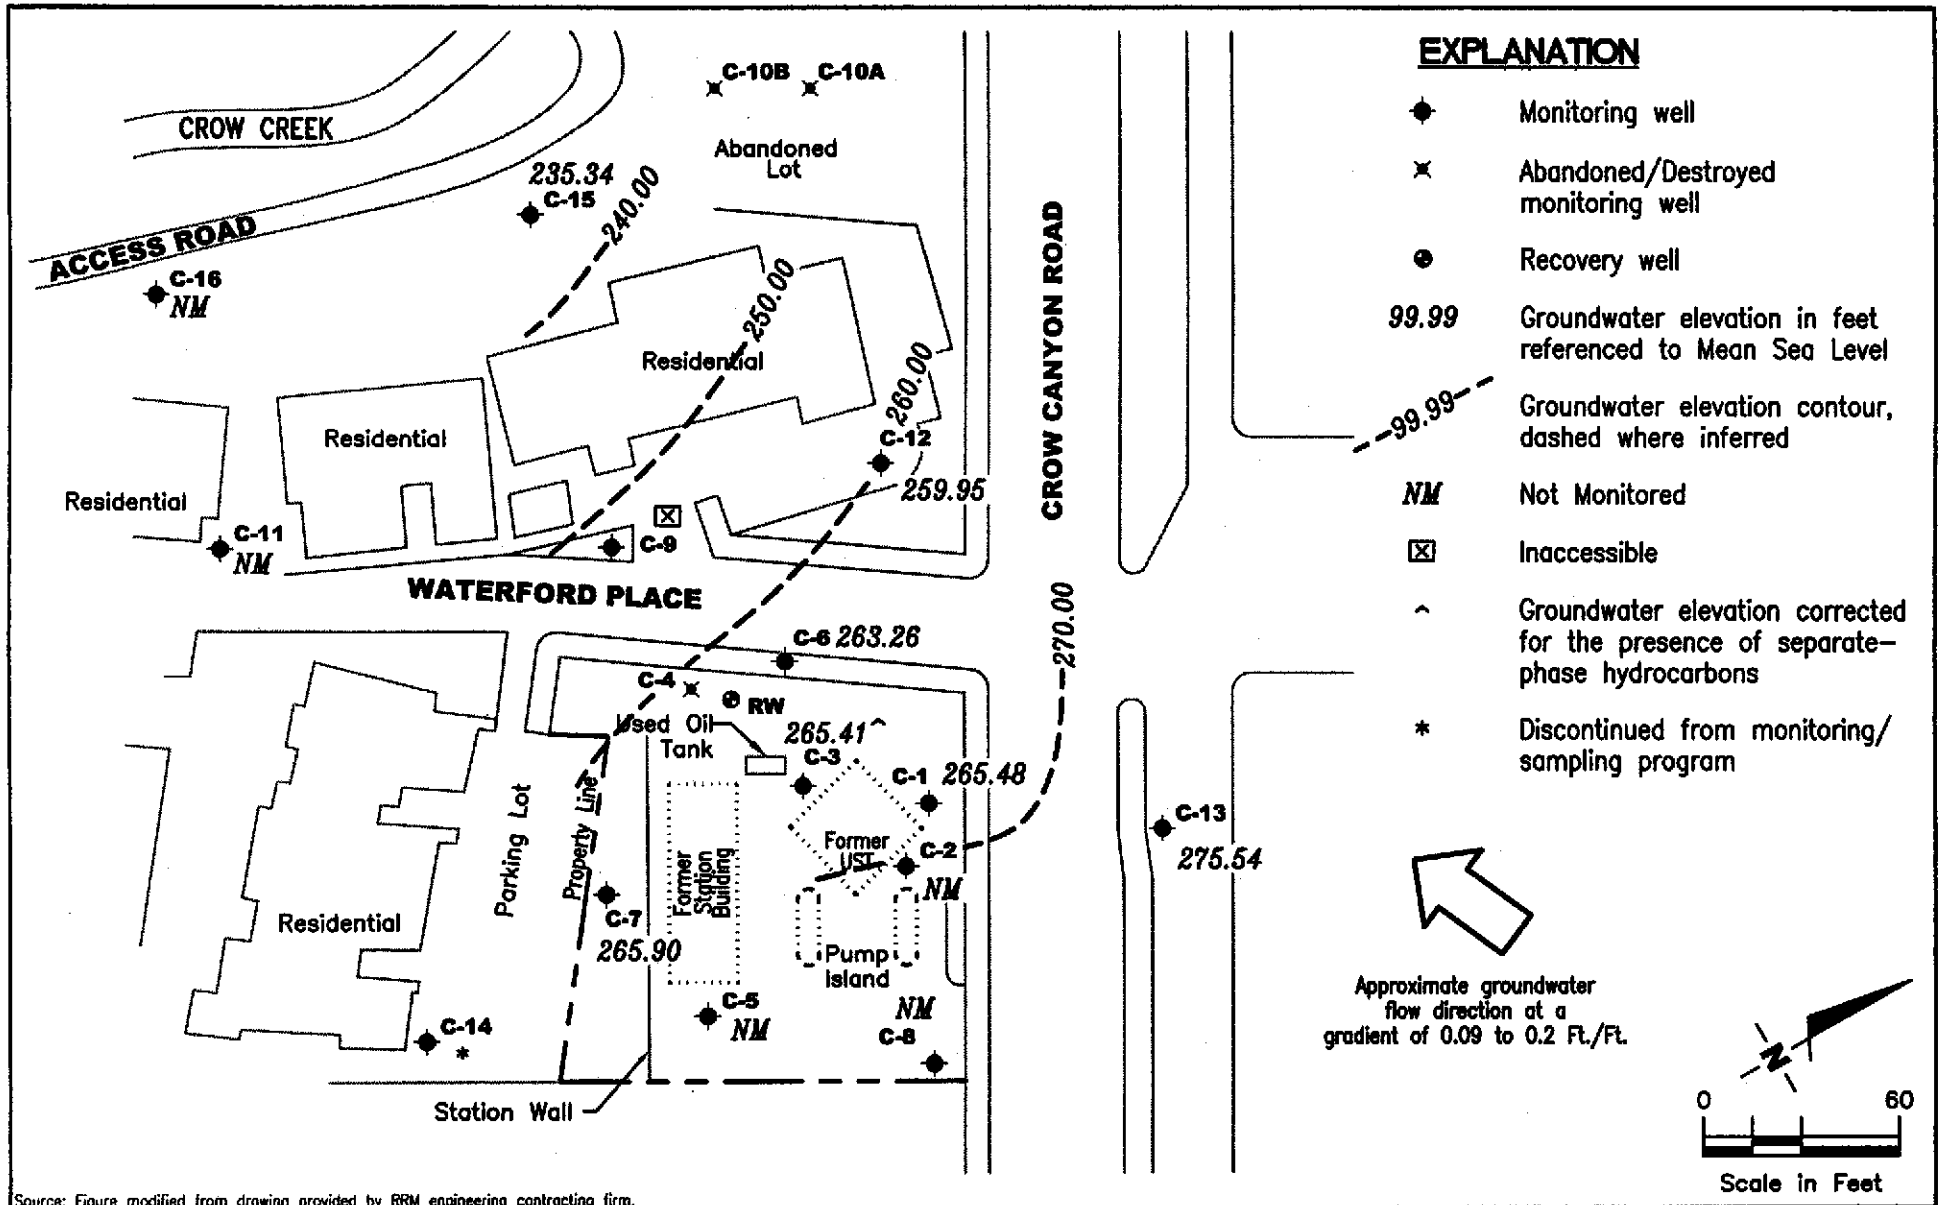 EXPLANATION
Monitoring well
Abandoned/Destroyed
monitoring well
Recovery well
99.99
Groundwater elevation in feet
referenced to Mean Sea Level
99.99
Groundwater elevation contour,
dashed where inferred
NM
Not Monitored
Inaccessible
^
Groundwater elevation corrected
for the presence of separate-
phase hydrocarbons
*
Discontinued from monitoring/
sampling program
C-10B
C-10A
CROW CREEK
Abandoned
Lot
235.34
C-15
240.00
ACCESS ROAD
C-16
NM
250.00
Residential
260.00
CROW CANYON ROAD
C-12
259.95
Residential
Residential
C-11
NM
C-9
WATERFORD PLACE
270.00
C-6 263.26
C-4
RW
Used Oil
Tank
265.41^
C-3
C-1
265.48
C-13
275.54
Parking Lot
Property Line
Former
Station
Building
Former
UST
C-2
NM
Residential
C-7
265.90
Pump
Island
C-5
NM
NM
C-8
C-14
*
Station Wall
Approximate groundwater
flow direction at a
gradient of 0.09 to 0.2 Ft./Ft.
N
0
60
Scale in Feet
Source: Figure modified from drawing provided by RRM engineering contracting firm.